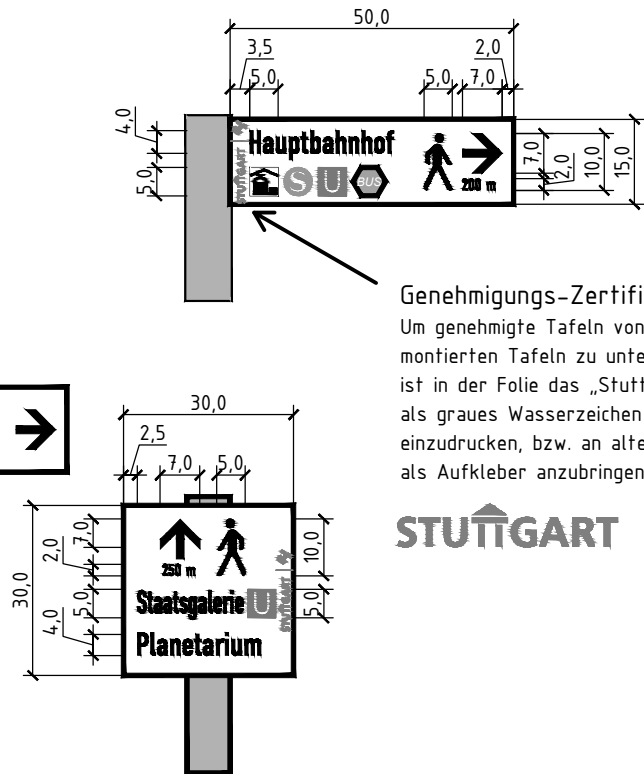 50,0
3,5
2,0
5,0
5,0
7,0
4,0
5,0
STUTTGART
Hauptbahnhof
S U BUS
200 m
7,0
2,0
10,0
15,0
Genehmigungs-Zertifi
Um genehmigte Tafeln von
montierten Tafeln zu unte
ist in der Folie das „Stutt
als graues Wasserzeichen
einzudrucken, bzw. an alte
als Aufkleber anzubringen
STUTTGART
30,0
2,5
7,0
5,0
30,0
7,0
2,0
5,0
4,0
250 m
Staatsgalerie U
Planetarium
STUTTGART
10,0
5,0